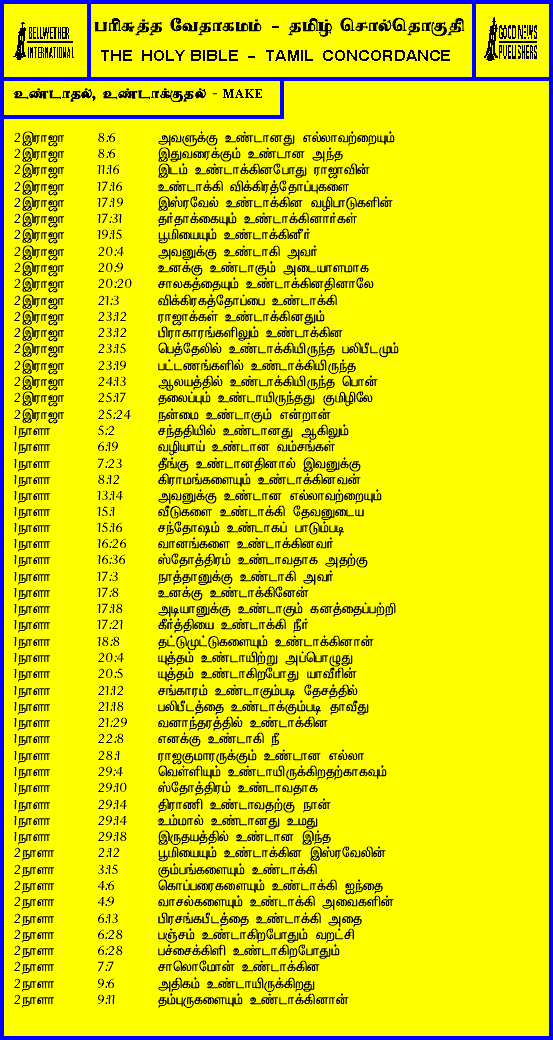 BELLWETHER
INTERNATIONAL
பரிசுத்த வேதாகமம் - தமிழ் சொல்தொகுதி
THE HOLY BIBLE - TAMIL CONCORDANCE
GOOD NEWS
PUBLISHERS
உண்டாதல், உண்டாக்குதல் - MAKE
2இராஜா 8:6 அவளுக்கு உண்டானது எல்லாவற்றையும்
2இராஜா 8:6 இதுவரைக்கும் உண்டான அந்த
2இராஜா 11:16 இடம் உண்டாக்கினபோது ராஜாவின்
2இராஜா 17:16 உண்டாக்கி விக்கிரத்தோப்புகளை
2இராஜா 17:19 இஸ்ரவேல் உண்டாக்கின வழிபாடுகளின்
2இராஜா 17:31 தர்தாக்கையும் உண்டாக்கினார்கள்
2இராஜா 19:15 பூமியையும் உண்டாக்கினீர்
2இராஜா 20:4 அவனுக்கு உண்டாகி அவர்
2இராஜா 20:9 உனக்கு உண்டாகும் அடையாளமாக
2இராஜா 20:20 சாலகத்தையும் உண்டாக்கினதினாலே
2இராஜா 21:3 விக்கிரகத்தோப்பை உண்டாக்கி
2இராஜா 23:12 ராஜாக்கள் உண்டாக்கினதும்
2இராஜா 23:12 பிராகாரங்களிலும் உண்டாக்கின
2இராஜா 23:15 பெத்தேலில் உண்டாக்கியிருந்த பலிபீடமும்
2இராஜா 23:19 பட்டணங்களில் உண்டாக்கியிருந்த
2இராஜா 24:13 ஆலயத்தில் உண்டாக்கியிருந்த பொன்
2இராஜா 25:17 தலைப்பும் உண்டாயிருந்தது குமிழிலே
2இராஜா 25:24 நன்மை உண்டாகும் என்றான்
1நாளா 5:2 சந்ததியில் உண்டானது ஆகிலும்
1நாளா 6:19 வழியாய் உண்டான வம்சங்கள்
1நாளா 7:23 தீங்கு உண்டானதினால் இவனுக்கு
1நாளா 8:12 கிராமங்களையும் உண்டாக்கினவன்
1நாளா 13:14 அவனுக்கு உண்டான எல்லாவற்றையும்
1நாளா 15:1 வீடுகளை உண்டாக்கி தேவனுடைய
1நாளா 15:16 சந்தோஷம் உண்டாகப் பாடும்படி
1நாளா 16:26 வானங்களை உண்டாக்கினவர்
1நாளா 16:36 ஸ்தோத்திரம் உண்டாவதாக அதற்கு
1நாளா 17:3 நாத்தானுக்கு உண்டாகி அவர்
1நாளா 17:8 உனக்கு உண்டாக்கினேன்
1நாளா 17:18 அடியானுக்கு உண்டாகும் கனத்தைப்பற்றி
1நாளா 17:21 கீர்த்தியை உண்டாக்கி நீர்
1நாளா 18:8 தட்டுமுட்டுகளையும் உண்டாக்கினான்
1நாளா 20:4 யுத்தம் உண்டாயிற்று அப்பொழுது
1நாளா 20:5 யுத்தம் உண்டாகிறபோது யாவீரின்
1நாளா 21:12 சங்காரம் உண்டாகும்படி தேசத்தில்
1நாளா 21:18 பலிபீடத்தை உண்டாக்கும்படி தாவீது
1நாளா 21:29 வனாந்தரத்தில் உண்டாக்கின
1நாளா 22:8 எனக்கு உண்டாகி நீ
1நாளா 28:1 ராஜகுமாரருக்கும் உண்டான எல்லா
1நாளா 29:4 வெள்ளியும் உண்டாயிருக்கிறதற்காகவும்
1நாளா 29:10 ஸ்தோத்திரம் உண்டாவதாக
1நாளா 29:14 திராணி உண்டாவதற்கு நான்
1நாளா 29:14 உம்மால் உண்டானது உமது
1நாளா 29:18 இருதயத்தில் உண்டான இந்த
2நாளா 2:12 பூமியையும் உண்டாக்கின இஸ்ரவேலின்
2நாளா 3:15 கும்பங்களையும் உண்டாக்கி
2நாளா 4:6 கொப்பரைகளையும் உண்டாக்கி ஐந்தை
2நாளா 4:9 வாசல்களையும் உண்டாக்கி அவைகளின்
2நாளா 6:13 பிரசங்கபீடத்தை உண்டாக்கி அதை
2நாளா 6:28 பஞ்சம் உண்டாகிறபோதும் வறட்சி
2நாளா 6:28 பச்சைக்கிளி உண்டாகிறபோதும்
2நாளா 7:7 சாலொமோன் உண்டாக்கின
2நாளா 9:6 அதிகம் உண்டாயிருக்கிறது
2நாளா 9:11 தம்புருகளையும் உண்டாக்கினான்